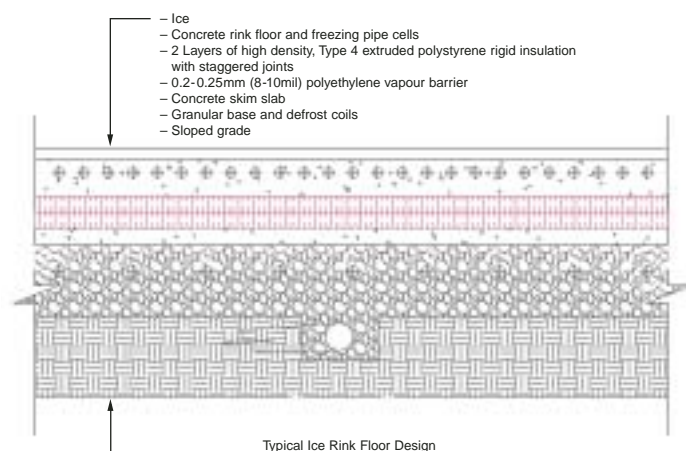 – Ice
– Concrete rink floor and freezing pipe cells
– 2 Layers of high density, Type 4 extruded polystyrene rigid insulation
with staggered joints
– 0.2-0.25mm (8-10mil) polyethylene vapour barrier
– Concrete skim slab
– Granular base and defrost coils
– Sloped grade
Typical Ice Rink Floor Design